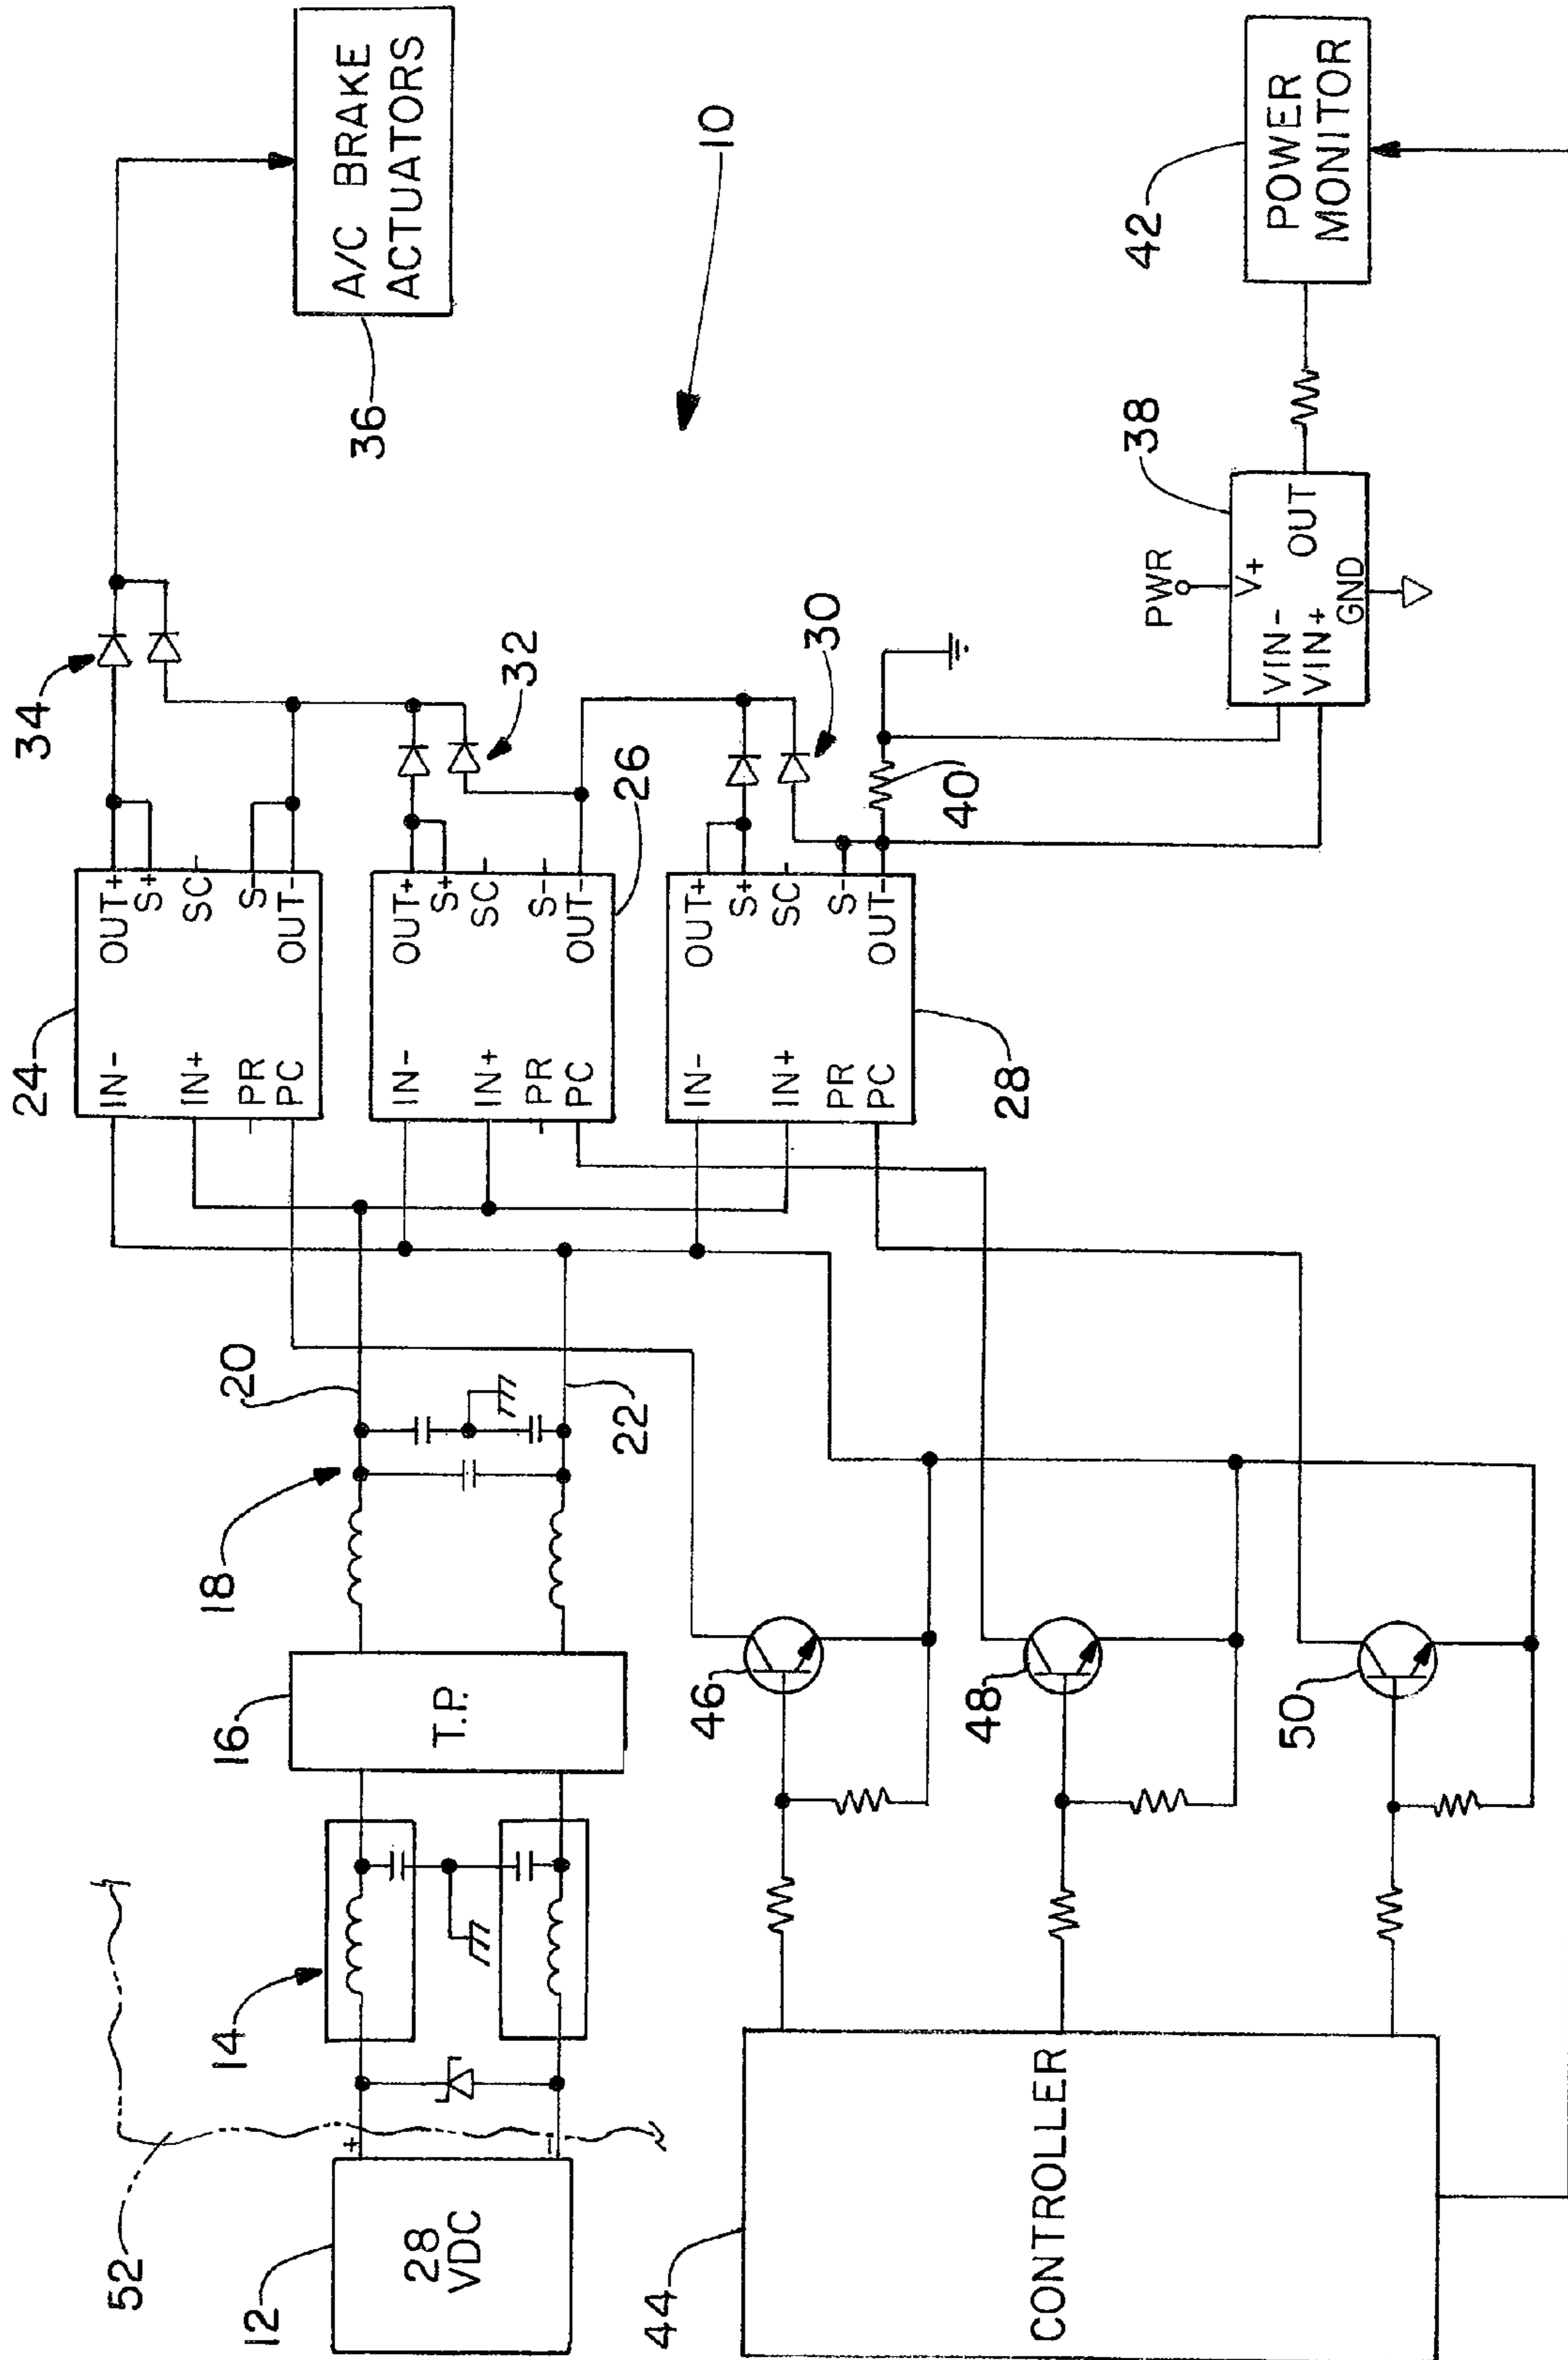 34
24
OUT+
S+
SC
S-
OUT-
IN-
IN+
PR
PC
A/C BRAKE
ACTUATORS
36
10
32
26
OUT+
S+
SC
S-
OUT-
IN-
IN+
PR
PC
30
40
28
OUT+
S+
SC
S-
OUT-
IN-
IN+
PR
PC
PWR
38
V+
VIN-
VIN+
OUT
GND
42
POWER
MONITOR
52
12
28
VDC
+
-
14
16
T.P.
18
20
22
46
48
50
44
CONTROLLER